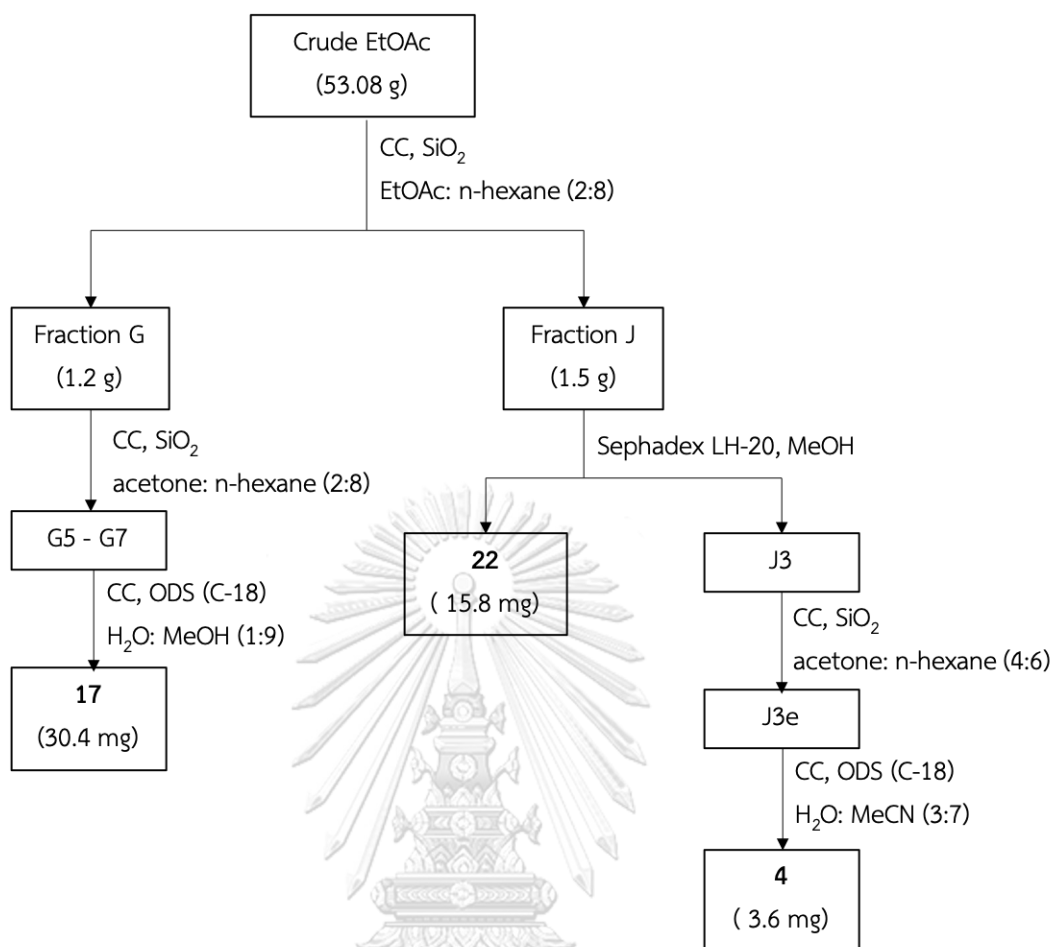 Crude EtOAc
(53.08 g)
CC, SiO₂
EtOAc: n-hexane (2:8)
Fraction G
(1.2 g)
CC, SiO₂
acetone: n-hexane (2:8)
G5 - G7
CC, ODS (C-18)
H₂O: MeOH (1:9)
17
(30.4 mg)
Fraction J
(1.5 g)
Sephadex LH-20, MeOH
22
( 15.8 mg)
J3
CC, SiO₂
acetone: n-hexane (4:6)
J3e
CC, ODS (C-18)
H₂O: MeCN (3:7)
4
( 3.6 mg)